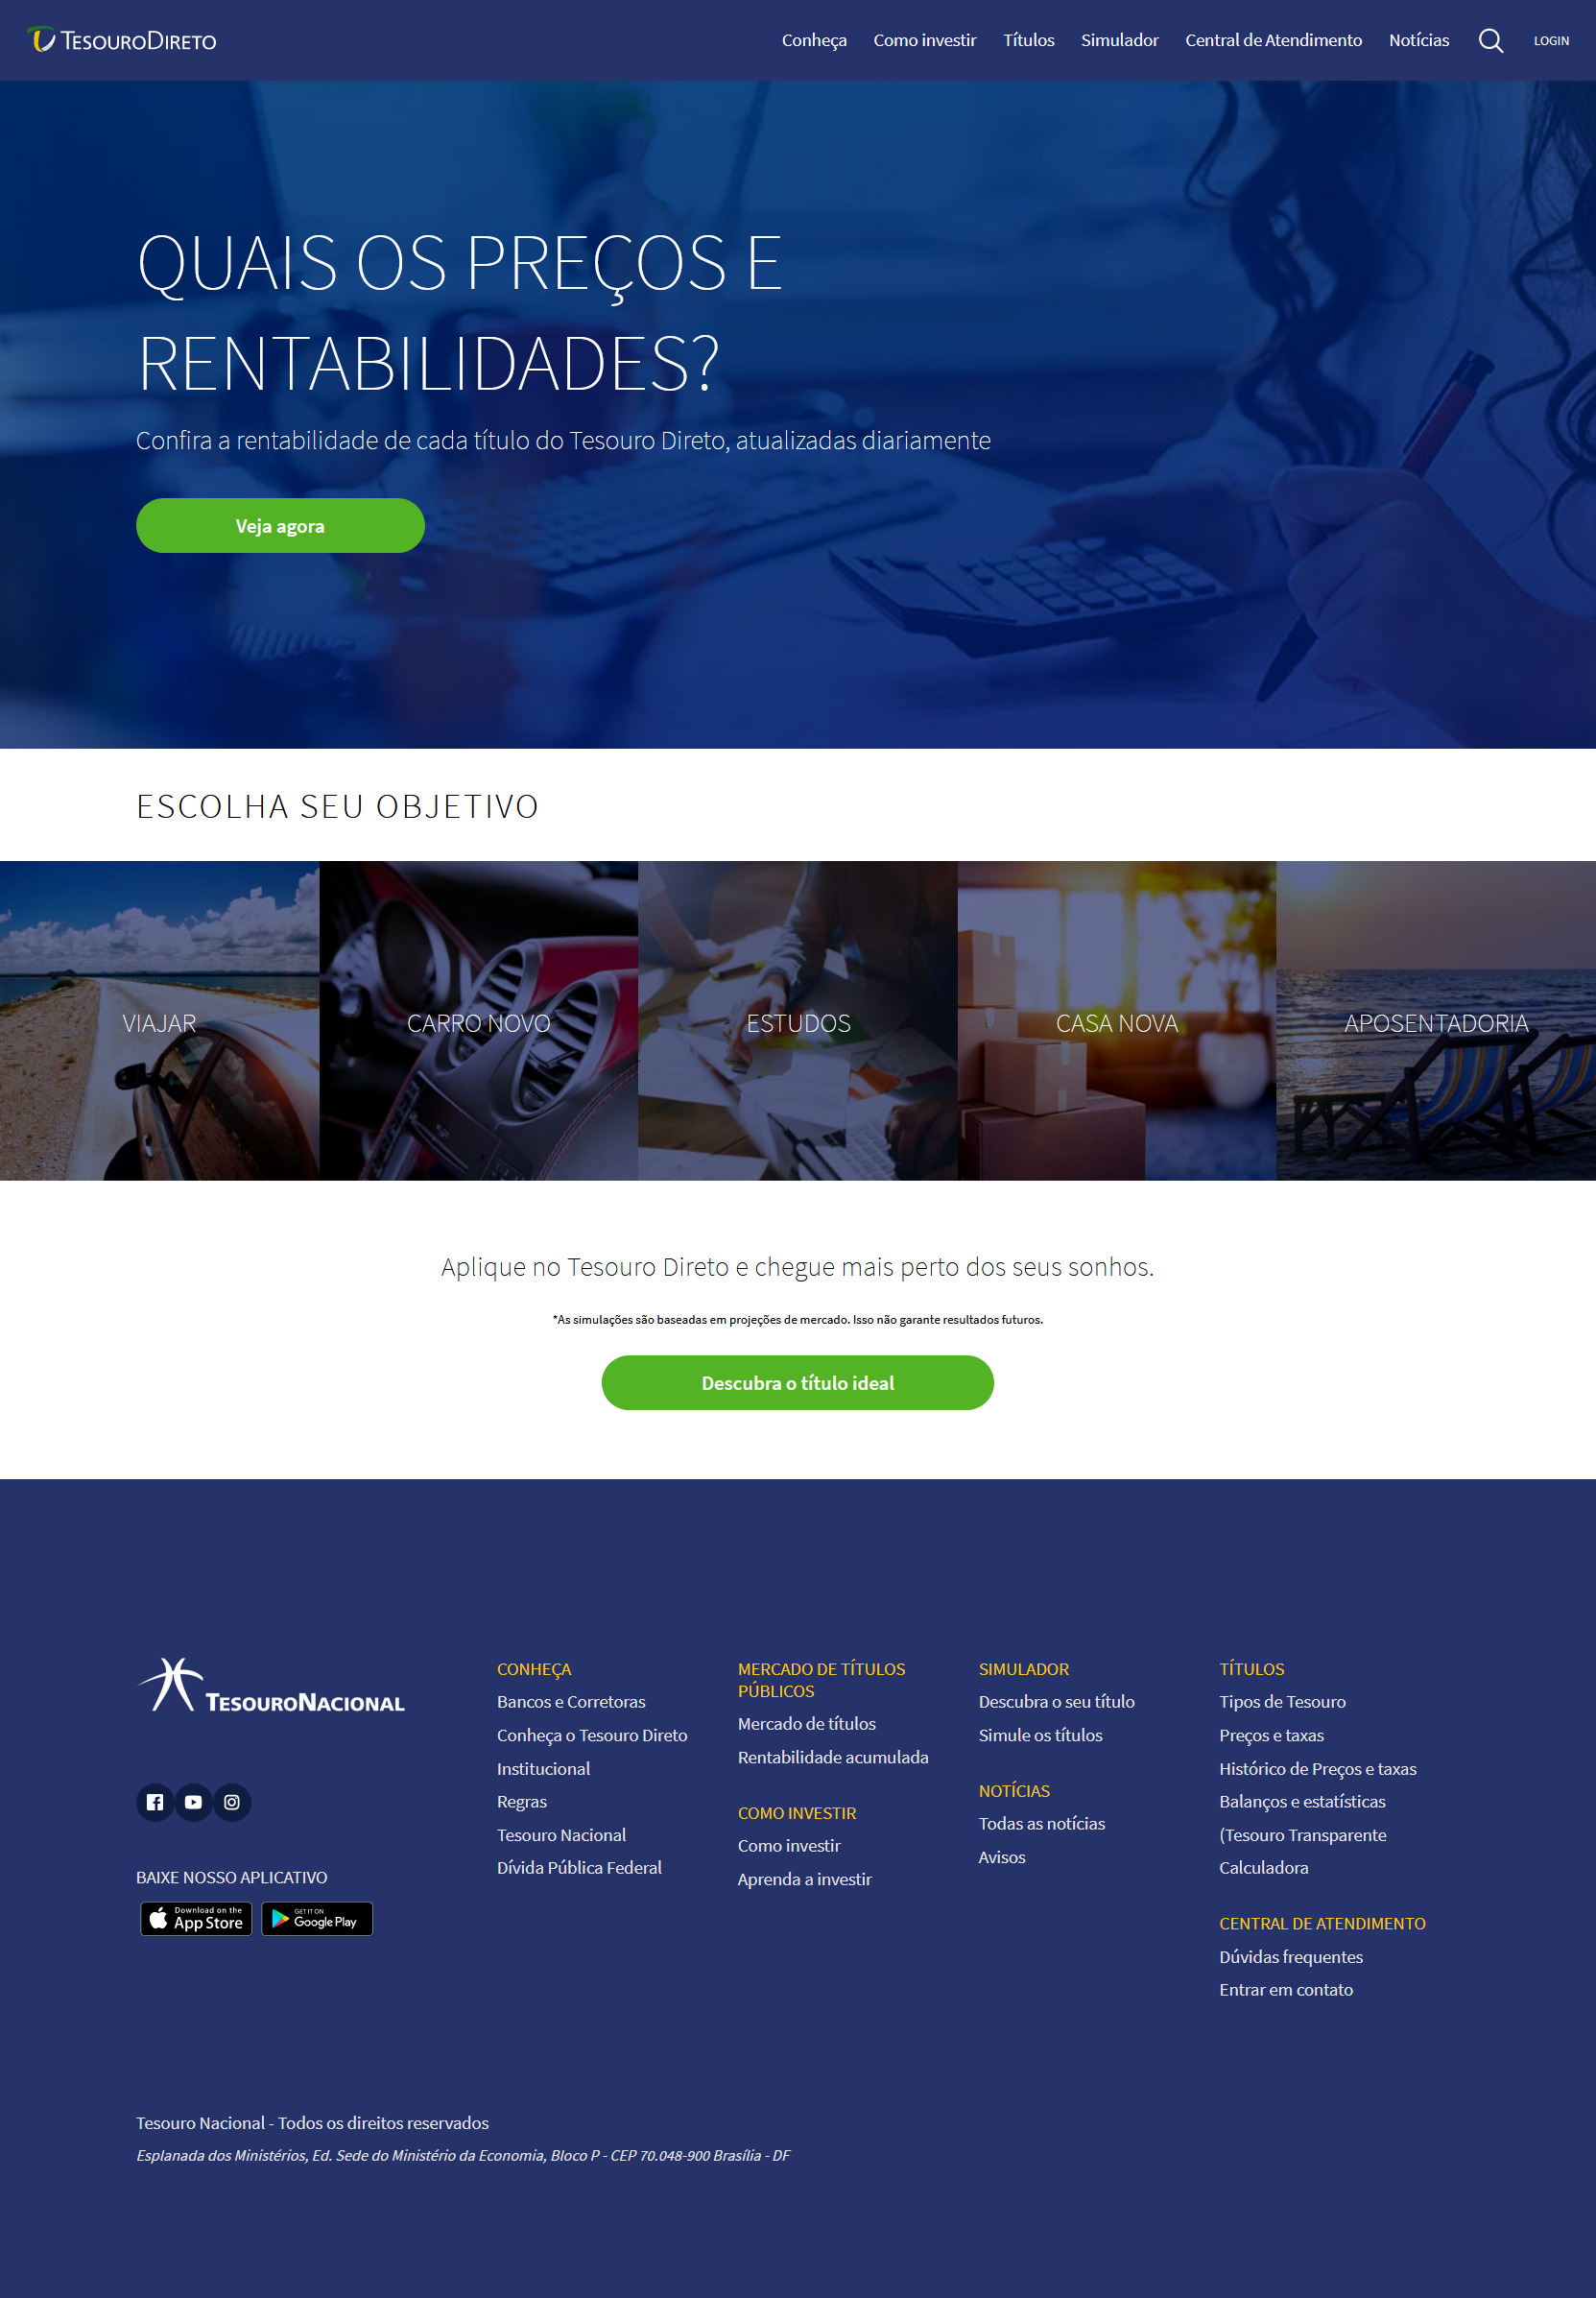 TESOURODIRETO
Conheça Como investir Títulos Simulador Central de Atendimento Notícias LOGIN
QUAIS OS PREÇOS E
RENTABILIDADES?
Confira a rentabilidade de cada título do Tesouro Direto, atualizadas diariamente
Veja agora
ESCOLHA SEU OBJETIVO
VIAJAR
CARRO NOVO
ESTUDOS
CASA NOVA
APOSENTADORIA
Aplique no Tesouro Direto e chegue mais perto dos seus sonhos.
*As simulações são baseadas em projeções de mercado. Isso não garante resultados futuros.
Descubra o título ideal
TESOURONACIONAL
BAIXE NOSSO APLICATIVO
Download on the
App Store
GET IT ON
Google Play
CONHEÇA
Bancos e Corretoras
Conheça o Tesouro Direto
Institucional
Regras
Tesouro Nacional
Dívida Pública Federal
MERCADO DE TÍTULOS
PÚBLICOS
Mercado de títulos
Rentabilidade acumulada
COMO INVESTIR
Como investir
Aprenda a investir
SIMULADOR
Descubra o seu título
Simule os títulos
NOTÍCIAS
Todas as notícias
Avisos
TÍTULOS
Tipos de Tesouro
Preços e taxas
Histórico de Preços e taxas
Balanços e estatísticas
(Tesouro Transparente
Calculadora
CENTRAL DE ATENDIMENTO
Dúvidas frequentes
Entrar em contato
Tesouro Nacional - Todos os direitos reservados
Esplanada dos Ministérios, Ed. Sede do Ministério da Economia, Bloco P - CEP 70.048-900 Brasília - DF